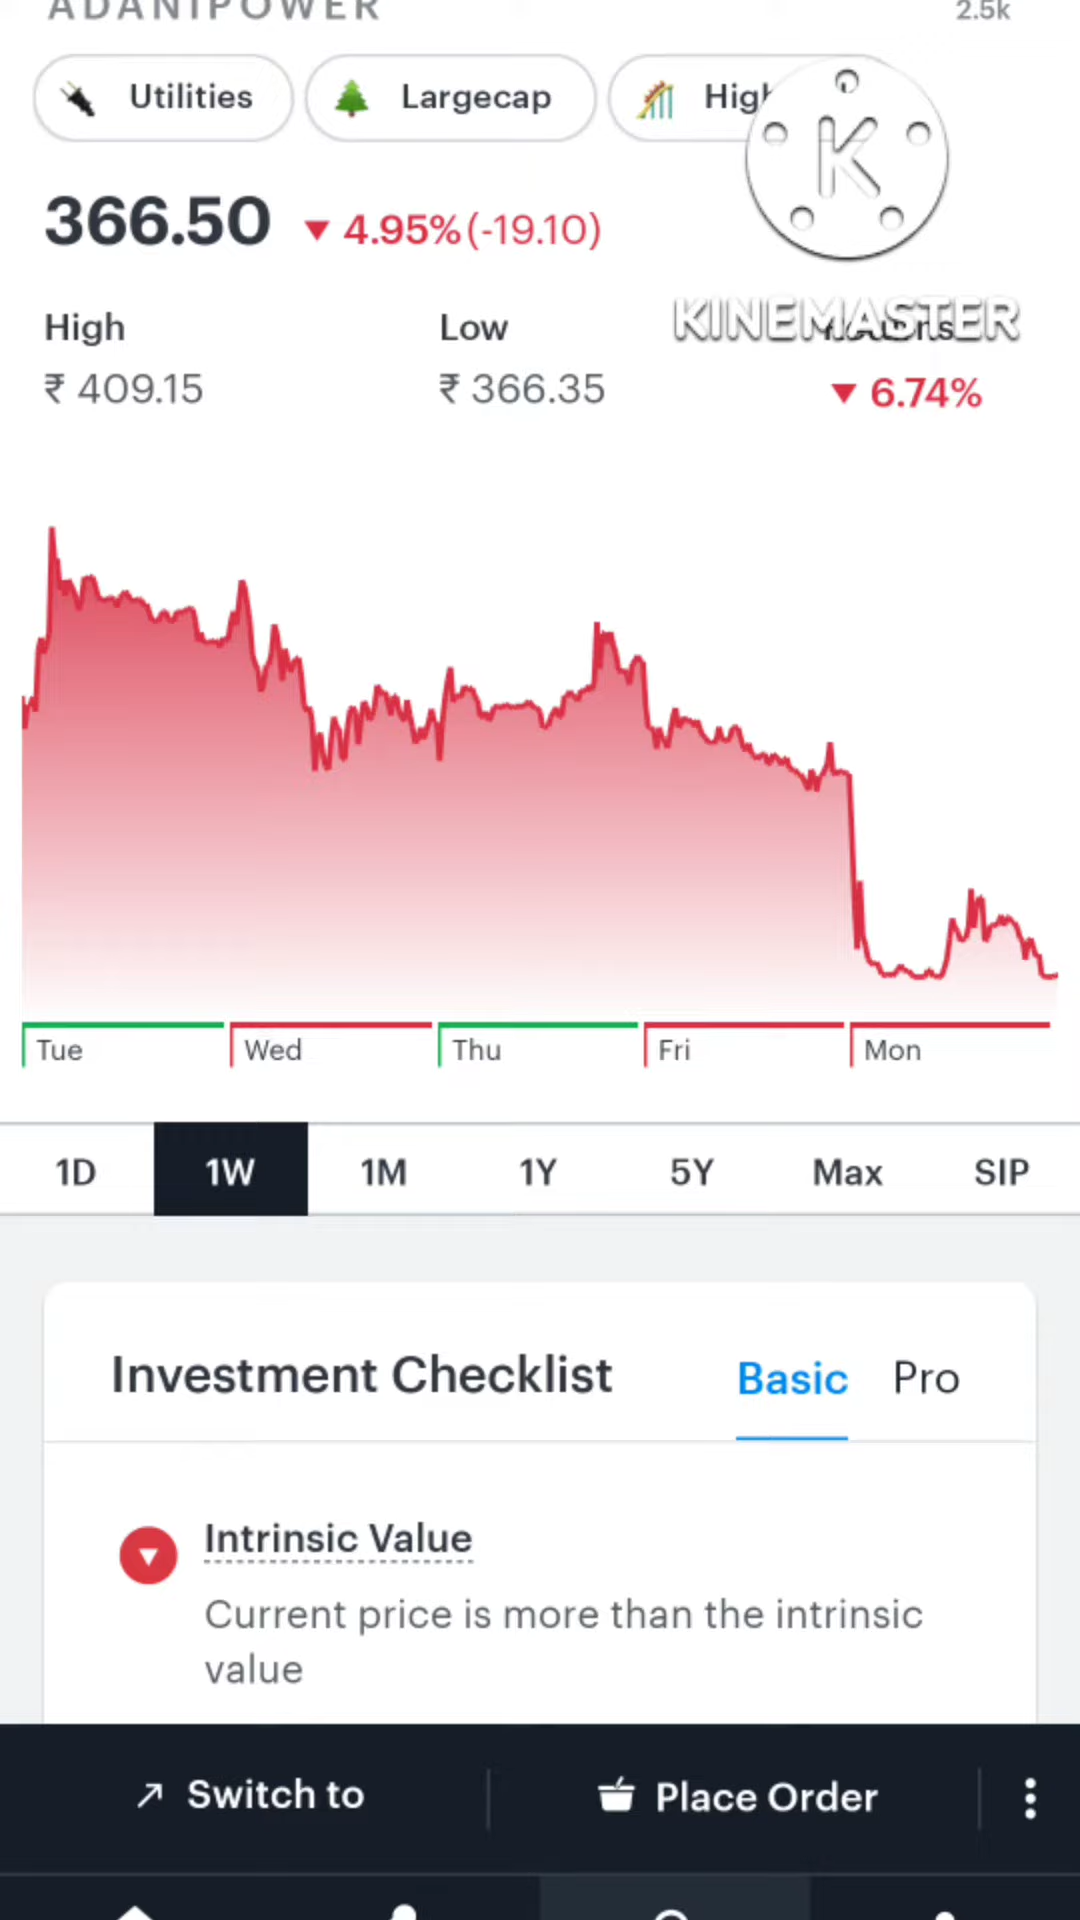 ADANIPOWER 2.5k
Utilities Largecap High
366.50 ▼ 4.95% (-19.10)
KINEMASTER
High Low Returns
₹ 409.15 ₹ 366.35 ▼ 6.74%
Tue Wed Thu Fri Mon
1D 1W 1M 1Y 5Y Max SIP
Investment Checklist Basic Pro
Intrinsic Value
Current price is more than the intrinsic
value
Switch to Place Order